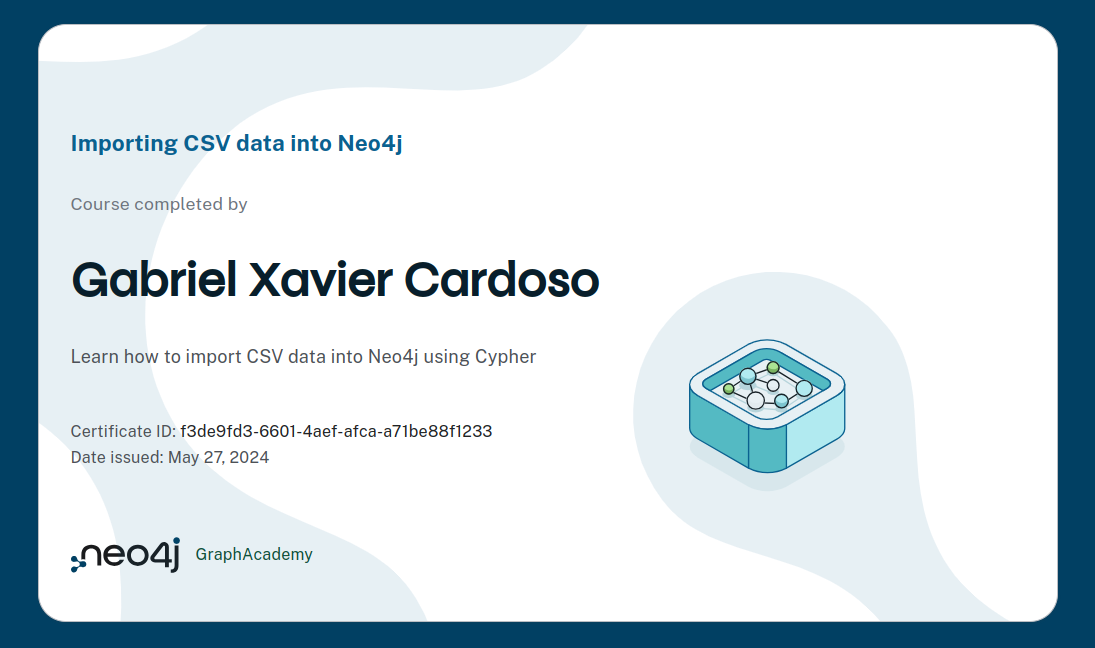 Importing CSV data into Neo4j
Course completed by
Gabriel Xavier Cardoso
Learn how to import CSV data into Neo4j using Cypher
Certificate ID: f3de9fd3-6601-4aef-afca-a71be88f1233
Date issued: May 27, 2024
neo4j GraphAcademy